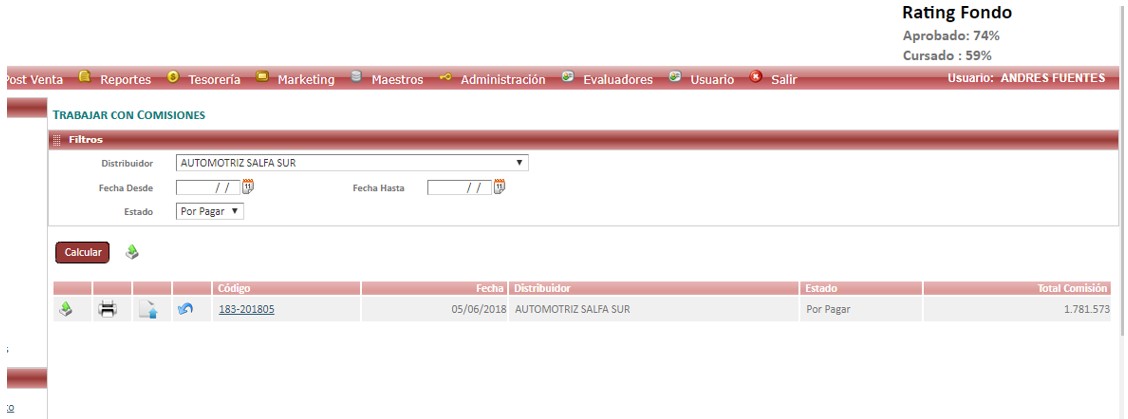 Rating Fondo
Aprobado: 74%
Cursado : 59%
Post Venta Reportes Tesorería Marketing Maestros Administración Evaluadores Usuario Salir Usuario: ANDRES FUENTES
TRABAJAR CON COMISIONES
Filtros
Distribuidor AUTOMOTRIZ SALFA SUR
Fecha Desde / / Fecha Hasta / /
Estado Por Pagar
Calcular
Código Fecha Distribuidor Estado Total Comisión
183-201805 05/06/2018 AUTOMOTRIZ SALFA SUR Por Pagar 1.781.573